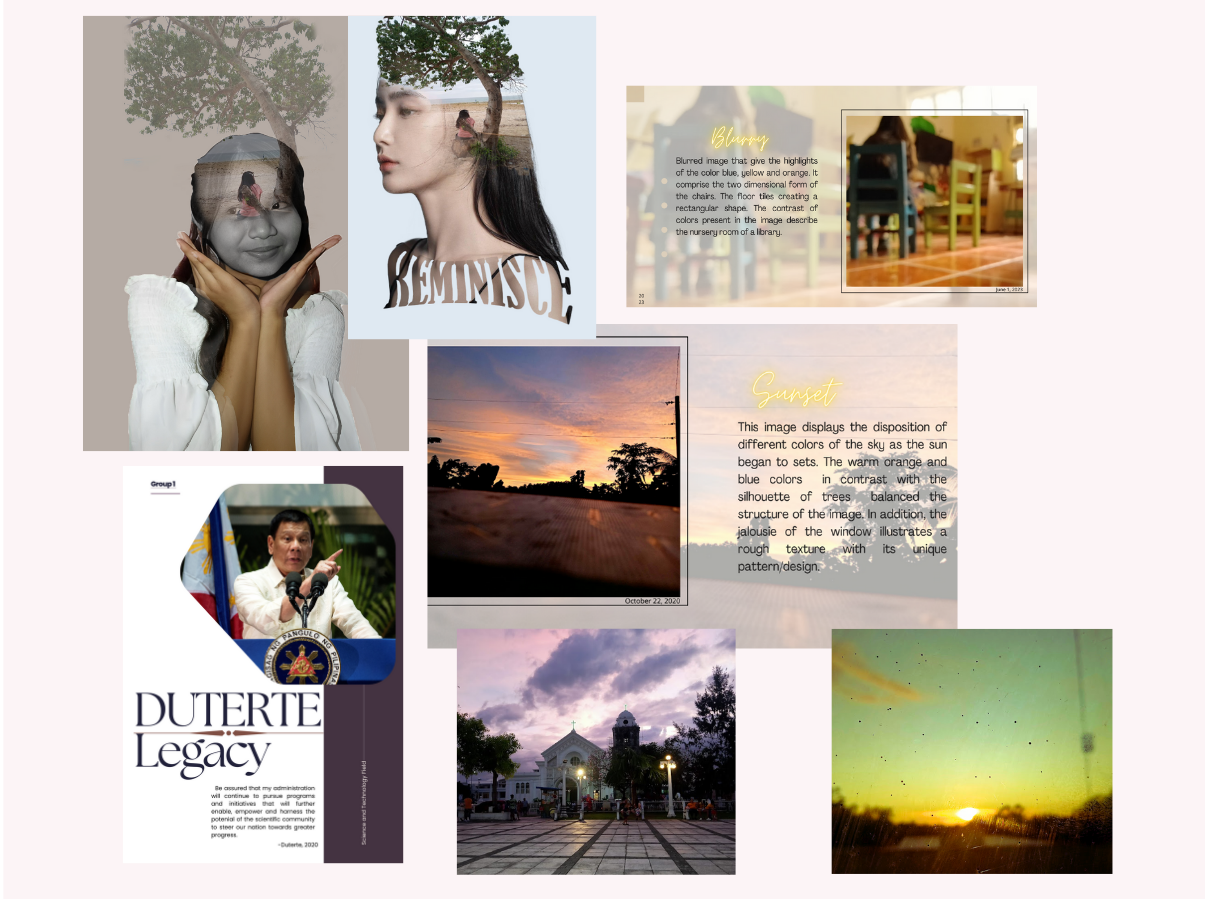 REMINISCE
Blurry
Blurred image that give the highlights
of the color blue, yellow and orange. It
comprise the two dimensional form of
the chairs. The floor tiles creating a
rectangular shape. The contrast of
colors present in the image describe
the nursery room of a library.
20
23
june 1, 2023
Sunset
This image displays the disposition of
different colors of the sky as the sun
began to sets. The warm orange and
blue colors in contrast with the
silhouette of trees balanced the
structure of the image. In addition, the
jalousie of the window illustrates a
rough texture with its unique
pattern/design.
October 22, 2020
Group 1
PANGULO NG PILIPINAS
DUTERTE
Legacy
Be assured that my administration
will continue to pursue programs
and initiatives that will further
enable, empower and harness the
potenial of the scientific community
to steer our nation towards greater
progress.
-Duterte, 2020
Science and Technology Field